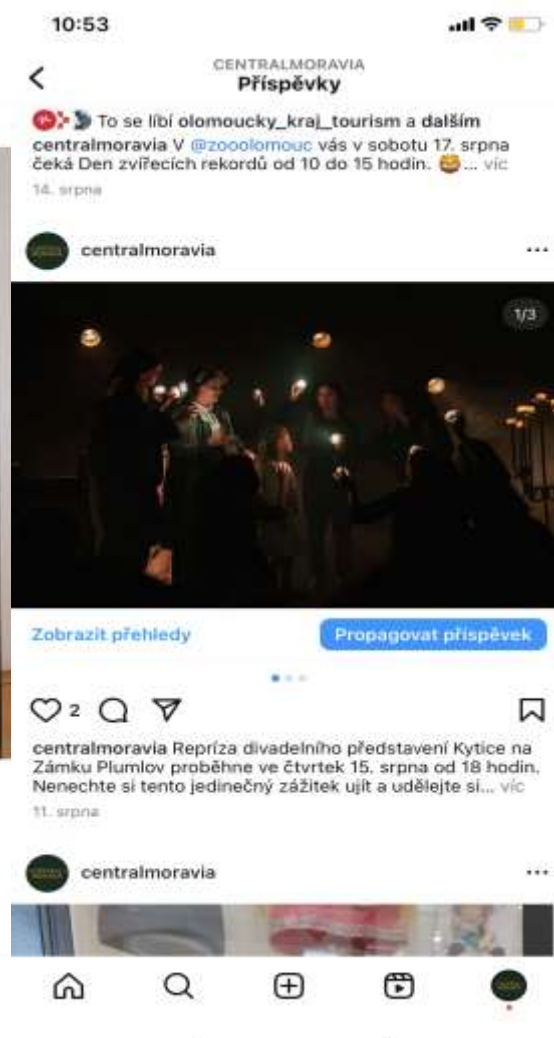 10:53
CENTRALMORAVIA
Příspěvky
To se líbí olomoucky_kraj_tourism a dalším
centralmoravia V @zooolomouc vás v sobotu 17. srpna
čeká Den zvířecích rekordů od 10 do 15 hodin. 😆... víc
14. srpna
centralmoravia
1/3
Zobrazit přehledy
Propagovat příspěvek
2
centralmoravia Repríza divadelního představení Kytice na
Zámku Plumlov proběhne ve čtvrtek 15. srpna od 18 hodin.
Nenechte si tento jedinečný zážitek ujít a udělejte si... víc
11. srpna
centralmoravia